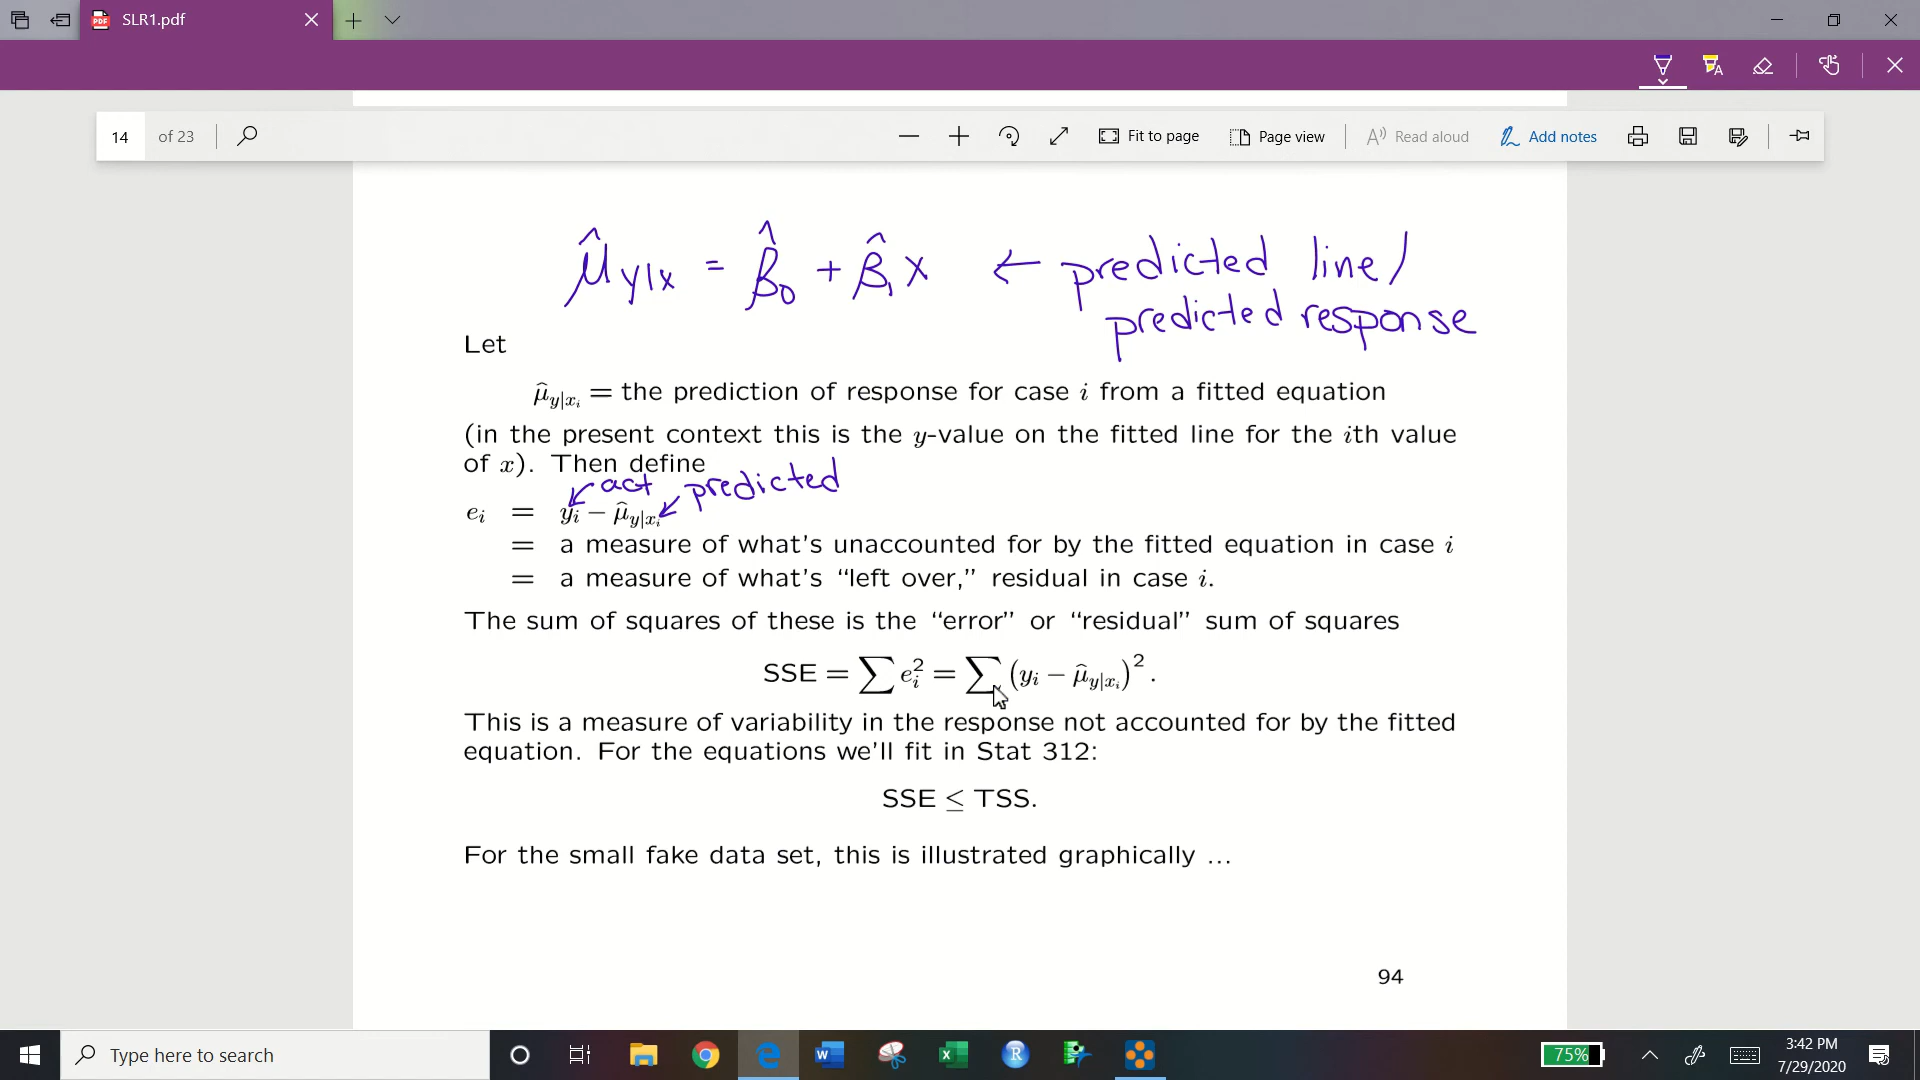 SLR1.pdf
14 of 23
Fit to page
Page view
Read aloud
Add notes
μ̂ y|x = β̂₀ + β̂₁ x ← predicted line/
predicted response
Let
μ̂_{y|x_i} = the prediction of response for case i from a fitted equation
(in the present context this is the y-value on the fitted line for the ith value
of x). Then define
act predicted
e_i = y_i − μ̂_{y|x_i}
= a measure of what's unaccounted for by the fitted equation in case i
= a measure of what's “left over,” residual in case i.
The sum of squares of these is the “error” or “residual” sum of squares
SSE = ∑ e_i² = ∑ (y_i − μ̂_{y|x_i})².
This is a measure of variability in the response not accounted for by the fitted
equation. For the equations we'll fit in Stat 312:
SSE ≤ TSS.
For the small fake data set, this is illustrated graphically ...
94
Type here to search
75%
3:42 PM
7/29/2020